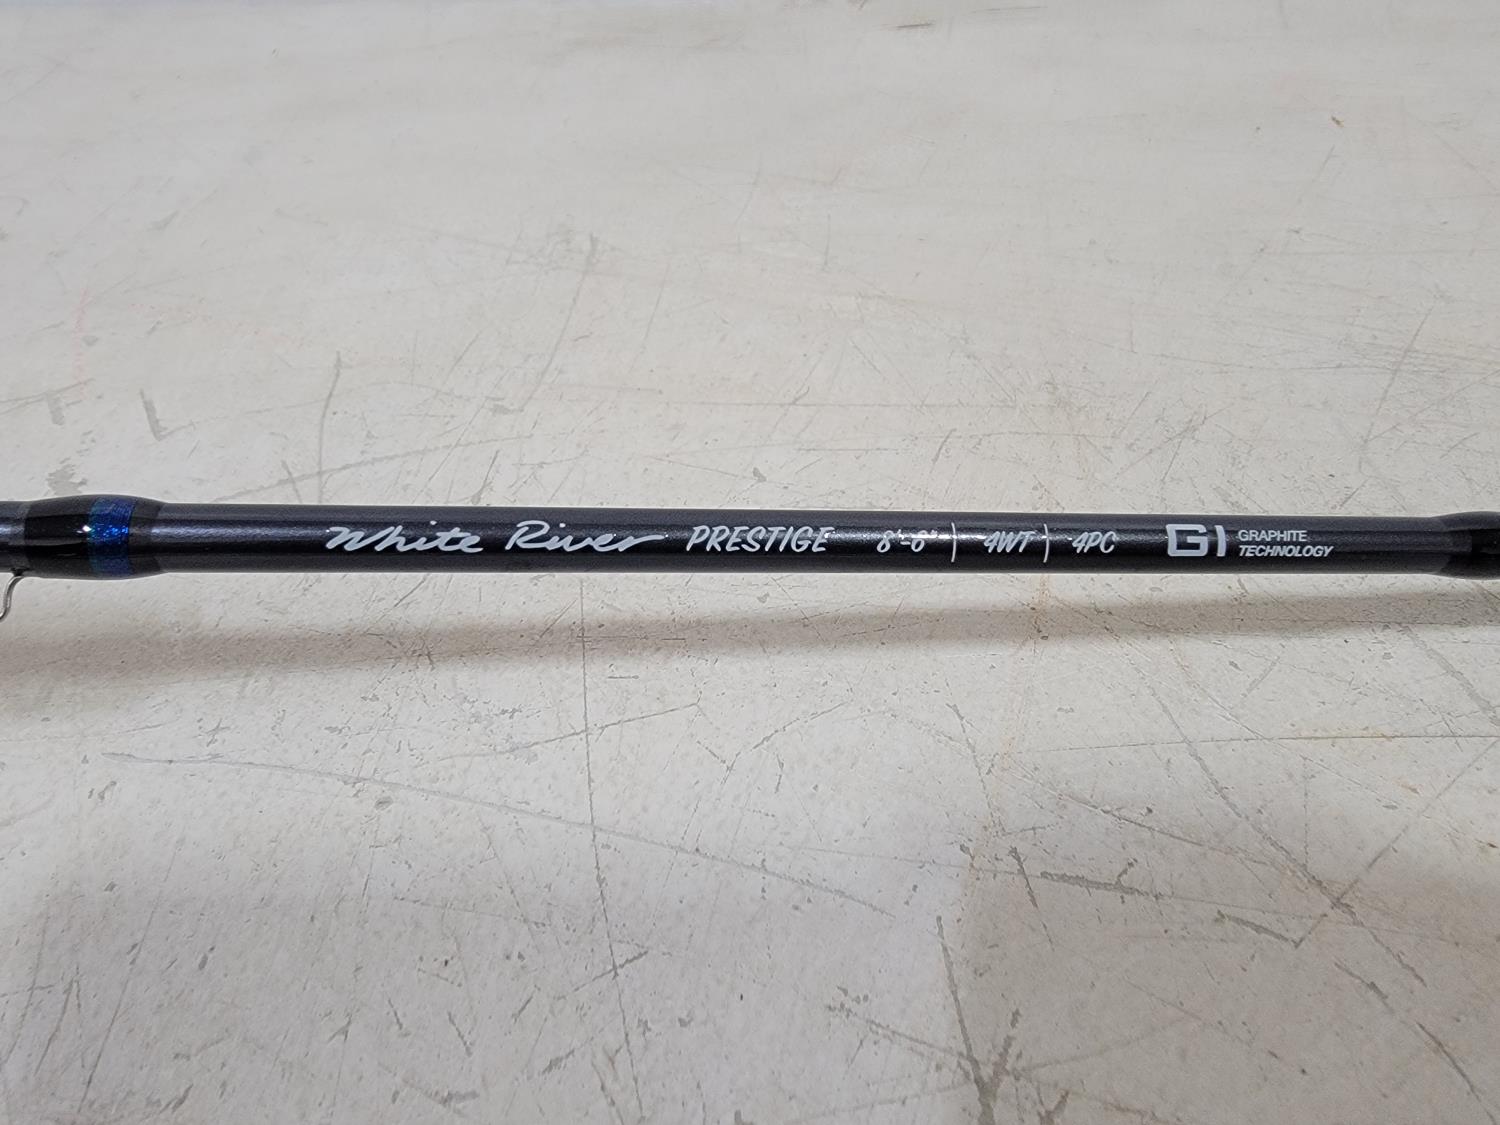 White River PRESTIGE 8'-6" | 4WT | 4PC GI GRAPHITE
TECHNOLOGY